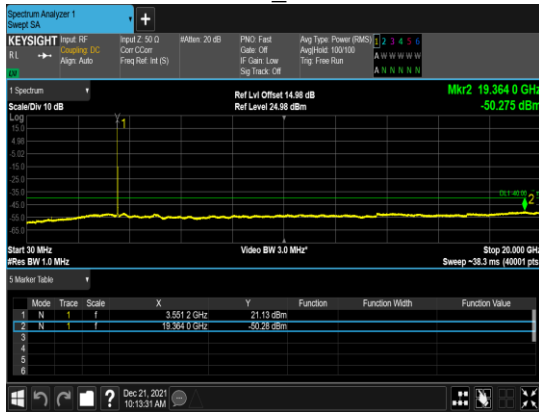 Spectrum Analyzer 1
Swept SA
KEYSIGHT Input: RF Input Z: 50 Ω #Atten: 20 dB PNO: Fast Avg Type: Power (RMS) 1 2 3 4 5 6
RL Coupling: DC Corr CCorr Gate: Off Avg|Hold: 100/100 A W W W W W
Align: Auto Freq Ref: Int (S) IF Gain: Low Trig: Free Run
Sig Track: Off A N N N N N
1 Spectrum Ref Lvl Offset 14.98 dB Mkr2 19.364 0 GHz
Scale/Div 10 dB Ref Level 24.98 dBm -50.275 dBm
Log
15.0
4.98
-5.02
-15.0
-25.0
-35.0
-45.0
-55.0
-65.0
1
2
Start 30 MHz Video BW 3.0 MHz* Stop 20.000 GHz
#Res BW 1.0 MHz Sweep ~38.3 ms (40001 pts
5 Marker Table
Mode Trace Scale X Y Function Function Width Function Value
1 N 1 f 3.551 2 GHz 21.13 dBm
2 N 1 f 19.364 0 GHz -50.28 dBm
3
4
5
6
? Dec 21, 2021
10:13:31 AM